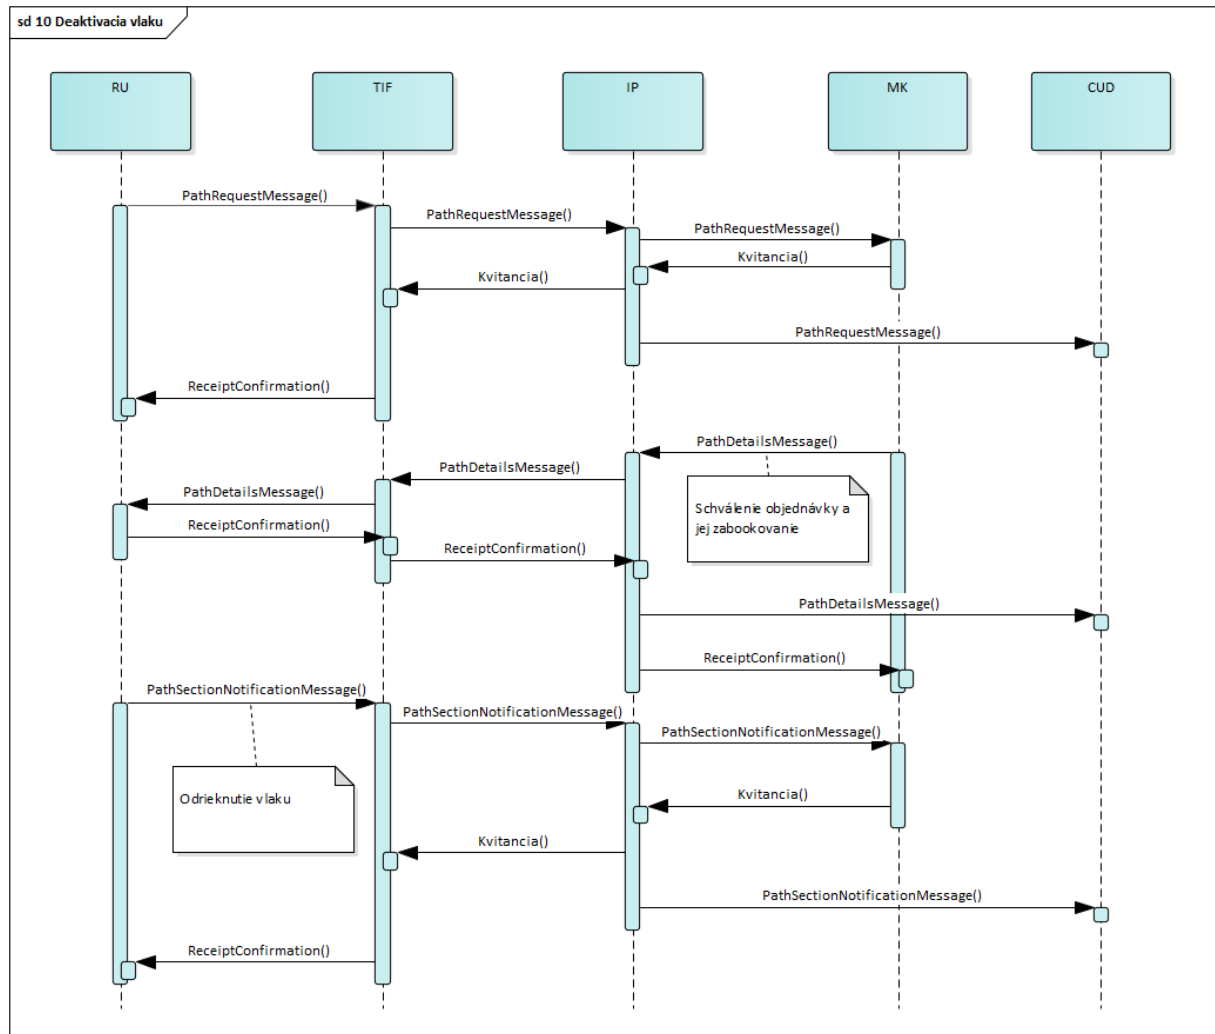 sd 10 Deaktivacia vlaku
RU
TIF
IP
MK
CUD
PathRequestMessage()
PathRequestMessage()
PathRequestMessage()
Kvitancia()
Kvitancia()
PathRequestMessage()
ReceiptConfirmation()
PathDetailsMessage()
PathDetailsMessage()
PathDetailsMessage()
Schválenie objednávky a
jej zabookovanie
ReceiptConfirmation()
ReceiptConfirmation()
PathDetailsMessage()
ReceiptConfirmation()
PathSectionNotificationMessage()
PathSectionNotificationMessage()
PathSectionNotificationMessage()
Odrieknutie vlaku
Kvitancia()
Kvitancia()
PathSectionNotificationMessage()
ReceiptConfirmation()